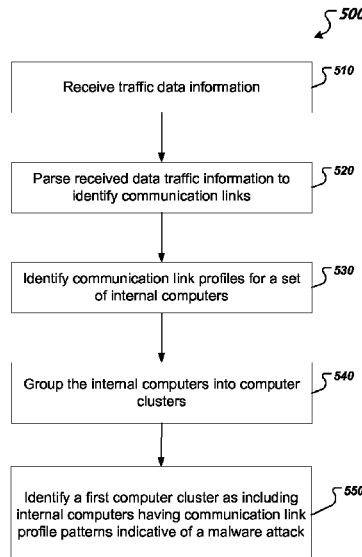 500
510
Receive traffic data information
520
Parse received data traffic information to
identify communication links
530
Identify communication link profiles for a set
of internal computers
540
Group the internal computers into computer
clusters
550
Identify a first computer cluster as including
internal computers having communication link
profile patterns indicative of a malware attack